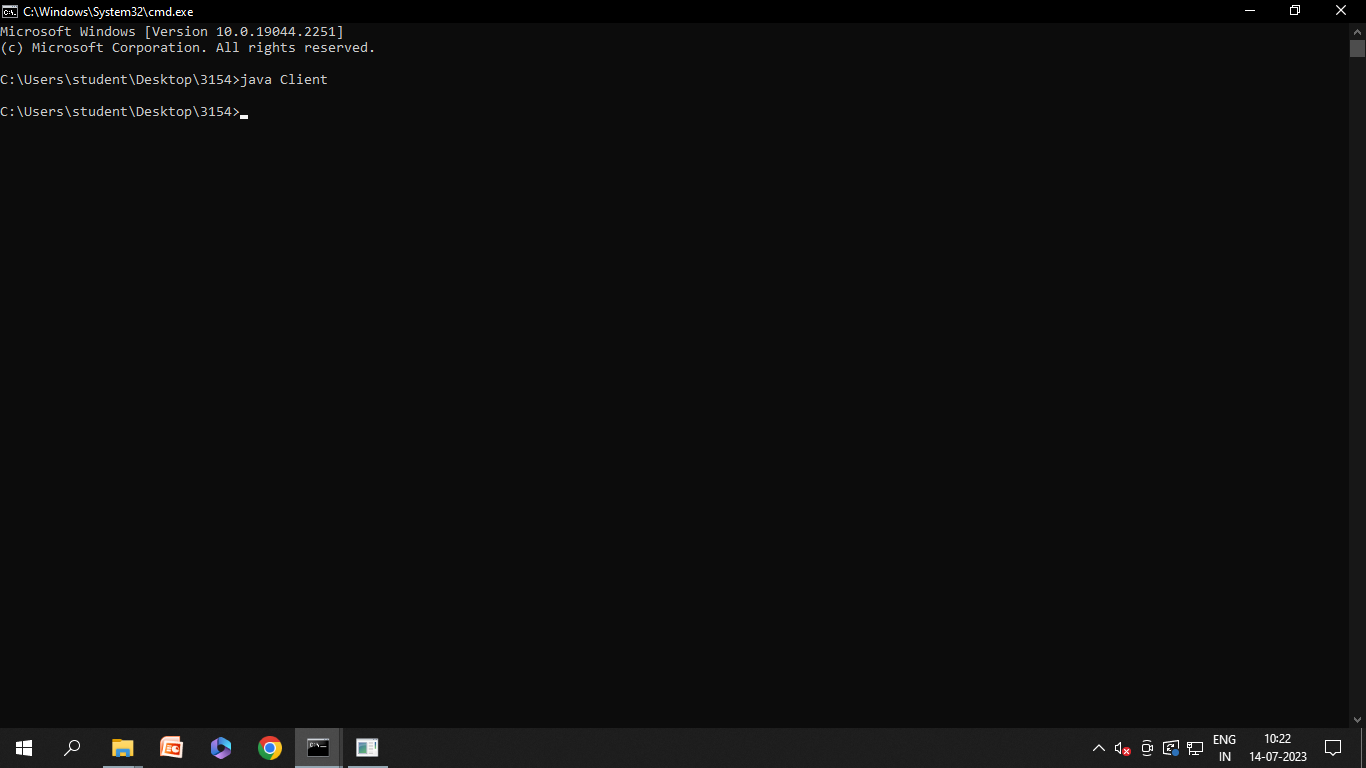 C:\Windows\System32\cmd.exe
Microsoft Windows [Version 10.0.19044.2251]
(c) Microsoft Corporation. All rights reserved.
C:\Users\student\Desktop\3154>java Client
C:\Users\student\Desktop\3154>
ENG
IN
10:22
14-07-2023